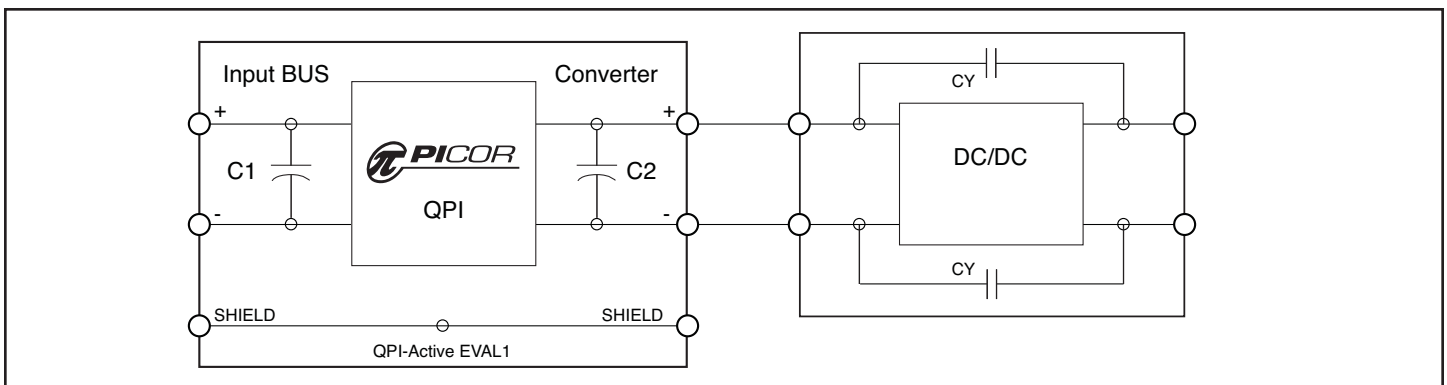 Input BUS
Converter
+
+
C1
π PICOR
QPI
C2
-
-
SHIELD
SHIELD
QPI-Active EVAL1
CY
DC/DC
CY